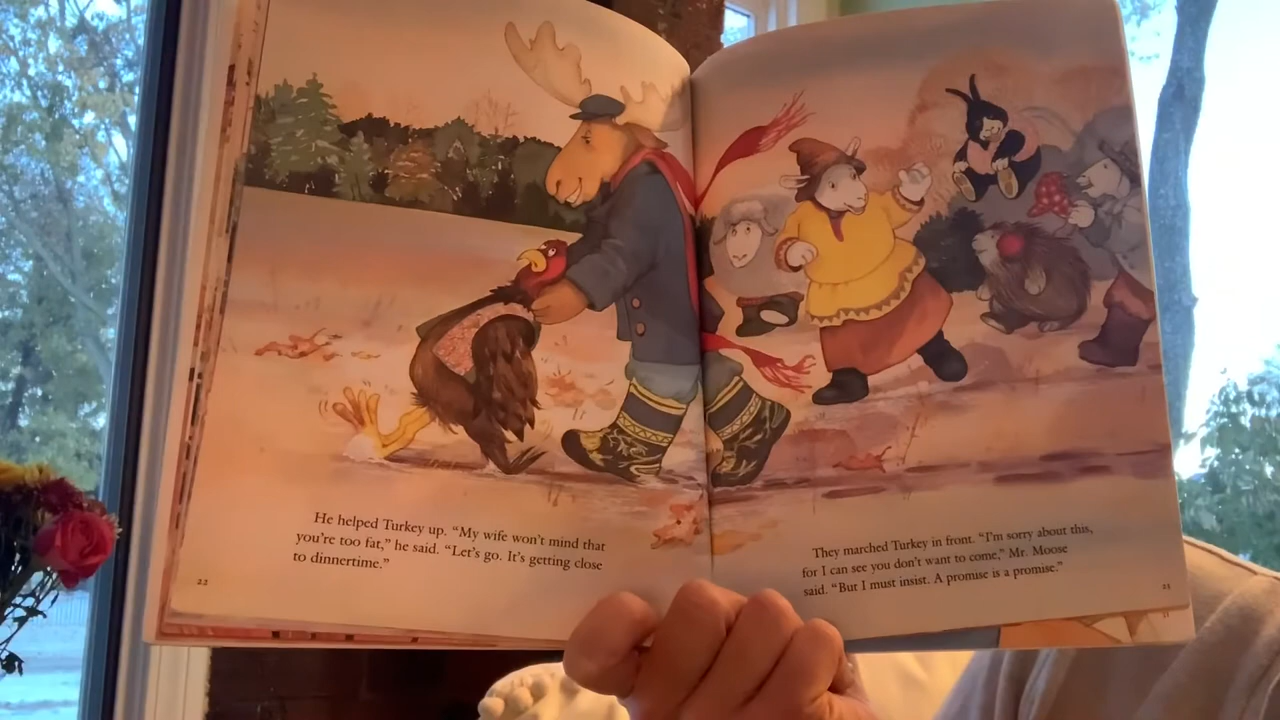 He helped Turkey up. “My wife won’t mind that
you’re too fat,” he said. “Let’s go. It’s getting close
to dinnertime.”
22
They marched Turkey in front. “I’m sorry about this,
for I can see you don’t want to come,” Mr. Moose
said. “But I must insist. A promise is a promise.”
23